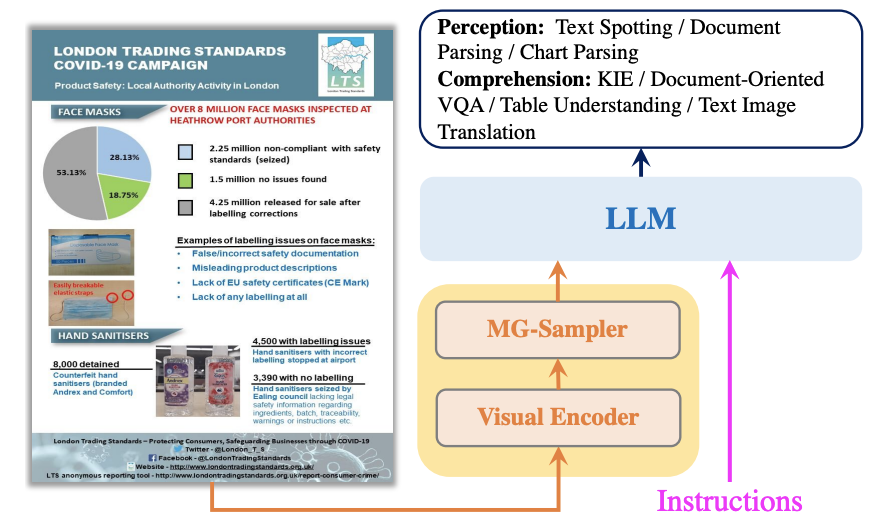 LONDON TRADING STANDARDS
COVID-19 CAMPAIGN
Product Safety: Local Authority Activity in London
LTS
London Trading Standards
FACE MASKS
OVER 8 MILLION FACE MASKS INSPECTED AT
HEATHROW PORT AUTHORITIES
28.13%
18.75%
53.13%
2.25 million non-compliant with safety
standards (seized)
1.5 million no issues found
4.25 million released for sale after
labelling corrections
Easily breakable
elastic straps
Examples of labelling issues on face masks:
• False/incorrect safety documentation
• Misleading product descriptions
• Lack of EU safety certificates (CE Mark)
• Lack of any labelling at all
HAND SANITISERS
8,000 detained
Counterfeit hand
sanitisers (branded
Andrex and Comfort)
Andrex
4,500 with labelling issues
Hand sanitisers with incorrect
labelling stopped at airport
3,390 with no labelling
Hand sanitisers seized by
Ealing council lacking legal
safety information regarding
ingredients, batch, traceability,
warnings or instructions etc.
London Trading Standards – Protecting Consumers, Safeguarding Businesses through COVID-19
Twitter - @London_T_S
Facebook - @LondonTradingStandards
Website - http://www.londontradingstandards.org.uk/
LTS anonymous reporting tool - http://www.londontradingstandards.org.uk/report-consumer-crime/
Perception: Text Spotting / Document
Parsing / Chart Parsing
Comprehension: KIE / Document-Oriented
VQA / Table Understanding / Text Image
Translation
LLM
MG-Sampler
Visual Encoder
Instructions